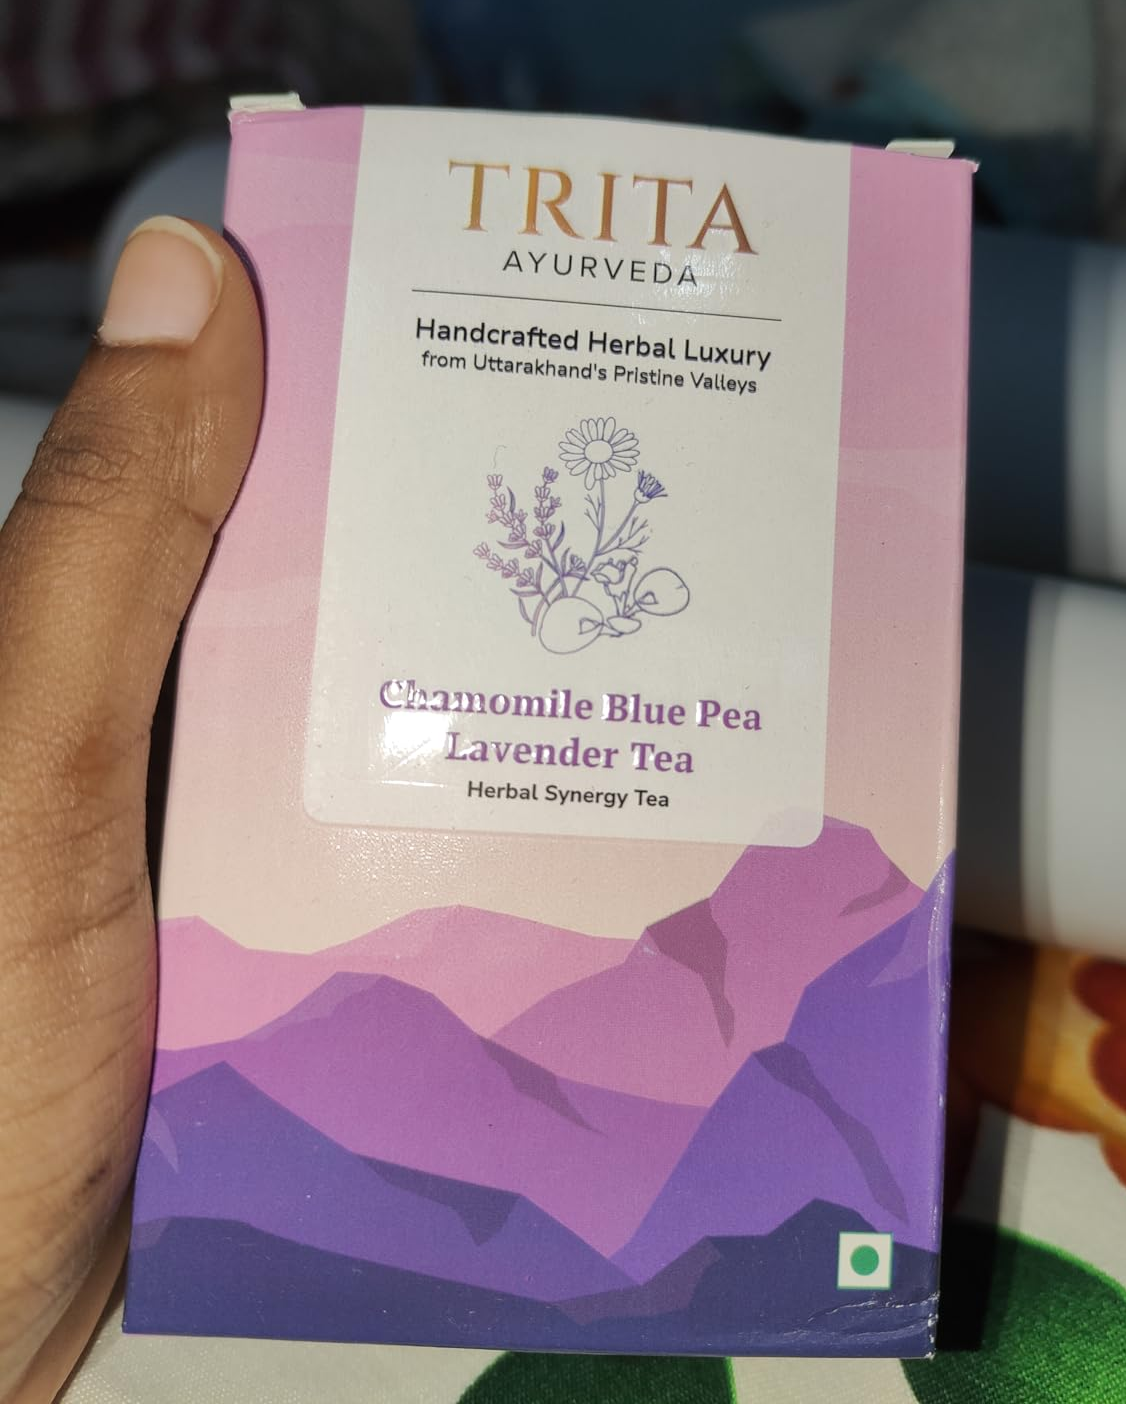 TRITA
AYURVEDA
Handcrafted Herbal Luxury
from Uttarakhand's Pristine Valleys
Chamomile Blue Pea
Lavender Tea
Herbal Synergy Tea